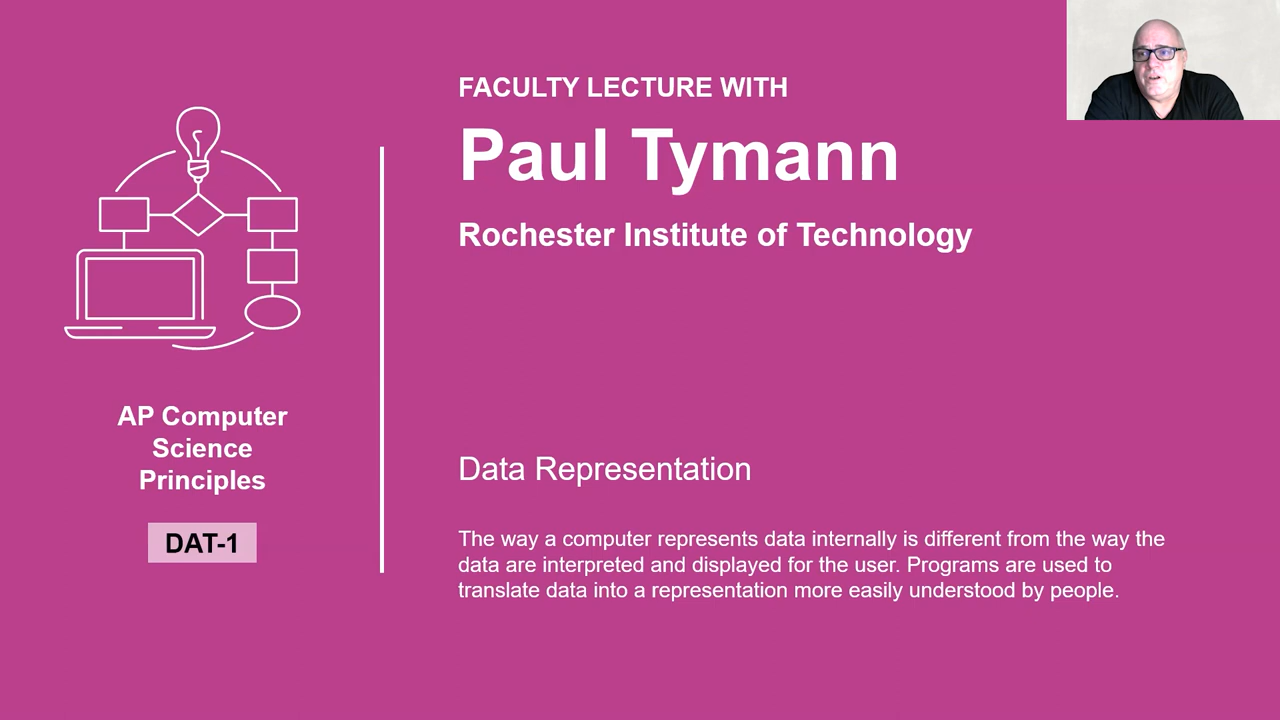 FACULTY LECTURE WITH
Paul Tymann
Rochester Institute of Technology
AP Computer
Science
Principles
DAT-1
Data Representation
The way a computer represents data internally is different from the way the
data are interpreted and displayed for the user. Programs are used to
translate data into a representation more easily understood by people.